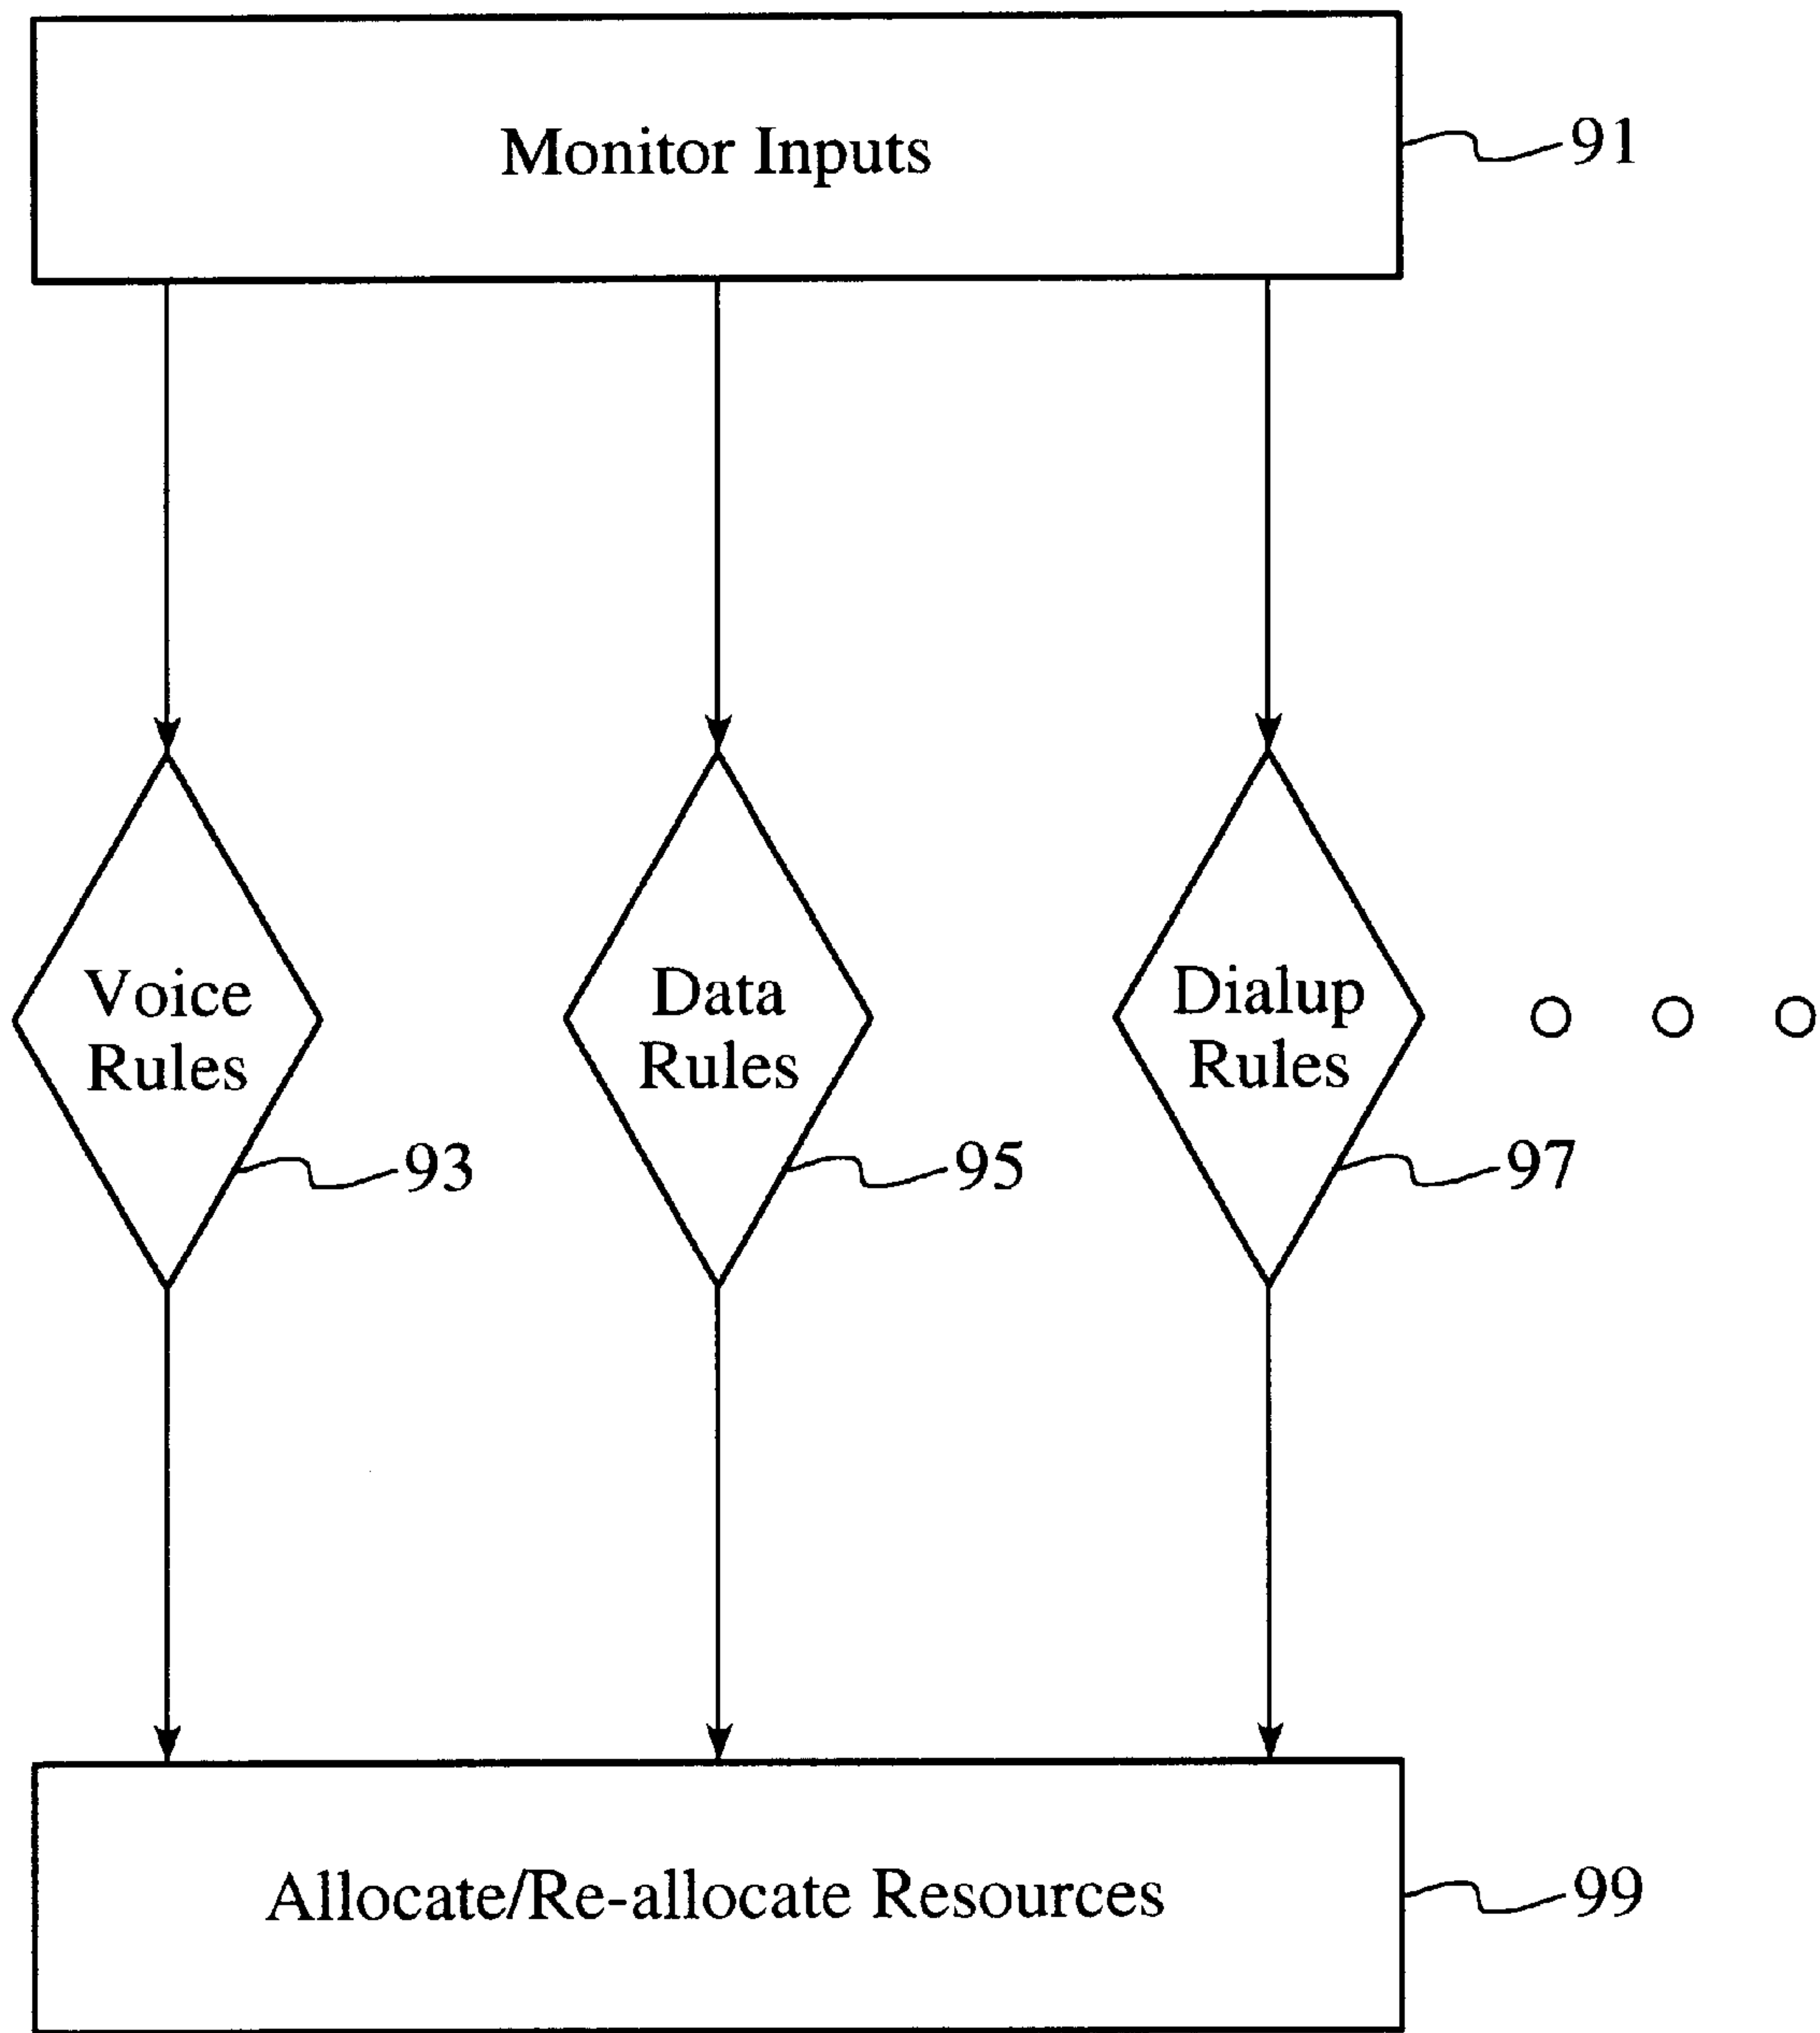 Monitor Inputs
91
Voice
Rules
93
Data
Rules
95
Dialup
Rules
97
Allocate/Re-allocate Resources
99